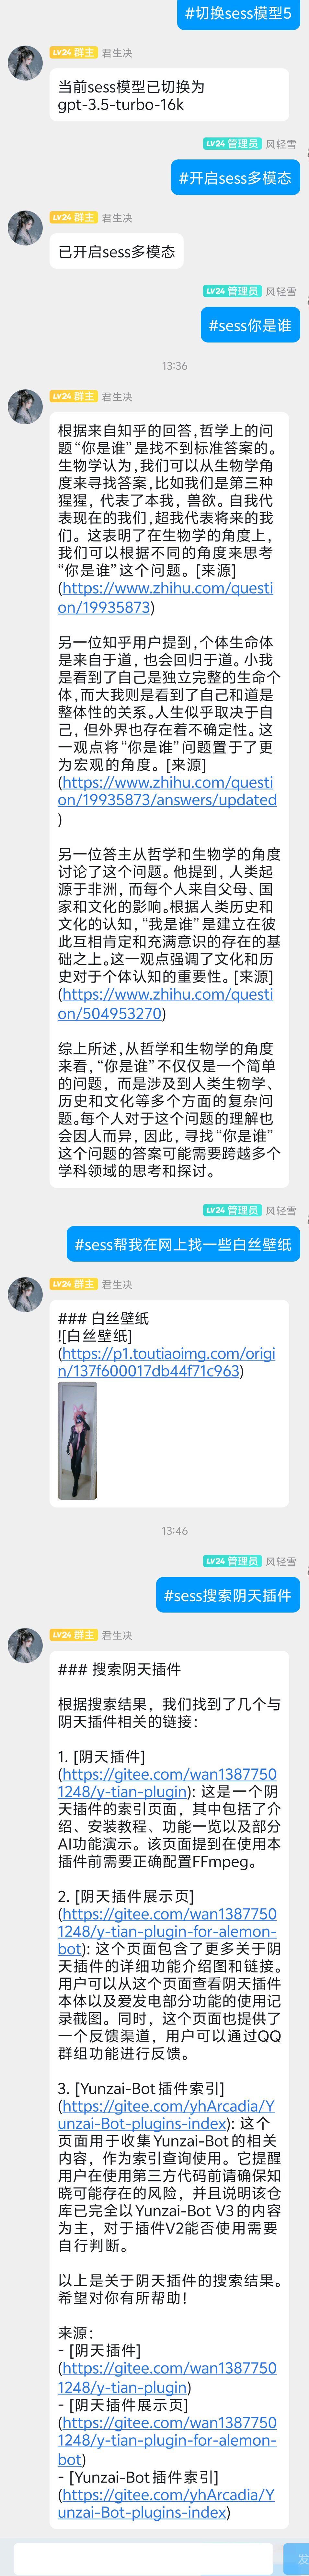 #切换sess模型5
LV24 群主 君生决
当前sess模型已切换为
gpt-3.5-turbo-16k
LV24 管理员 风轻雪
#开启sess多模态
LV24 群主 君生决
已开启sess多模态
LV24 管理员 风轻雪
#sess你是谁
13:36
LV24 群主 君生决
根据来自知乎的回答,哲学上的问
题“你是谁”是找不到标准答案的。
生物学认为,我们可以从生物学角
度来寻找答案,比如我们是第三种
猩猩，代表了本我，兽欲。自我代
表现在的我们,超我代表将来的我
们。这表明了在生物学的角度上，
我们可以根据不同的角度来思考
“你是谁”这个问题。[来源]
(https://www.zhihu.com/questi
on/19935873)
另一位知乎用户提到,个体生命体
是来自于道，也会回归于道。小我
是看到了自己是独立完整的生命个
体,而大我则是看到了自己和道是
整体性的关系。人生似乎取决于自
己，但外界也存在着不确定性。这
一观点将“你是谁”问题置于了更
为宏观的角度。[来源]
(https://www.zhihu.com/questi
on/19935873/answers/updated
)
另一位答主从哲学和生物学的角度
讨论了这个问题。他提到，人类起
源于非洲，而每个人来自父母、国
家和文化的影响。根据人类历史和
文化的认知，“我是谁”是建立在彼
此互相肯定和充满意识的存在的基
础之上。这一观点强调了文化和历
史对于个体认知的重要性。[来源]
(https://www.zhihu.com/questi
on/504953270)
综上所述,从哲学和生物学的角度
来看,“你是谁”不仅仅是一个简单
的问题，而是涉及到人类生物学、
历史和文化等多个方面的复杂问
题。每个人对于这个问题的理解也
会因人而异，因此，寻找“你是谁”
这个问题的答案可能需要跨越多个
学科领域的思考和探讨。
LV24 管理员 风轻雪
#sess帮我在网上找一些白丝壁纸
LV24 群主 君生决
### 白丝壁纸
![白丝壁纸]
(https://p1.toutiaoimg.com/origi
n/137f600017db44f71c963)
13:46
LV24 管理员 风轻雪
#sess搜索阴天插件
LV24 群主 君生决
### 搜索阴天插件
根据搜索结果，我们找到了几个与
阴天插件相关的链接：
1. [阴天插件]
(https://gitee.com/wan1387750
1248/y-tian-plugin): 这是一个阴
天插件的索引页面，其中包括了介
绍、安装教程、功能一览以及部分
AI功能演示。该页面提到在使用本
插件前需要正确配置FFmpeg。
2. [阴天插件展示页]
(https://gitee.com/wan1387750
1248/y-tian-plugin-for-alemon-
bot): 这个页面包含了更多关于阴
天插件的详细功能介绍图和链接。
用户可以从这个页面查看阴天插件
本体以及爱发电部分功能的使用记
录截图。同时，这个页面也提供了
一个反馈渠道，用户可以通过QQ
群组功能进行反馈。
3. [Yunzai-Bot插件索引]
(https://gitee.com/yhArcadia/Y
unzai-Bot-plugins-index): 这个
页面用于收集Yunzai-Bot的相关
内容，作为索引查询使用。它提醒
用户在使用第三方代码前请确保知
晓可能存在的风险，并且说明该仓
库已完全以Yunzai-Bot V3的内容
为主，对于插件V2能否使用需要
自行判断。
以上是关于阴天插件的搜索结果。
希望对你有所帮助！
来源：
- [阴天插件]
(https://gitee.com/wan1387750
1248/y-tian-plugin)
- [阴天插件展示页]
(https://gitee.com/wan1387750
1248/y-tian-plugin-for-alemon-
bot)
- [Yunzai-Bot插件索引]
(https://gitee.com/yhArcadia/Y
unzai-Bot-plugins-index)
发